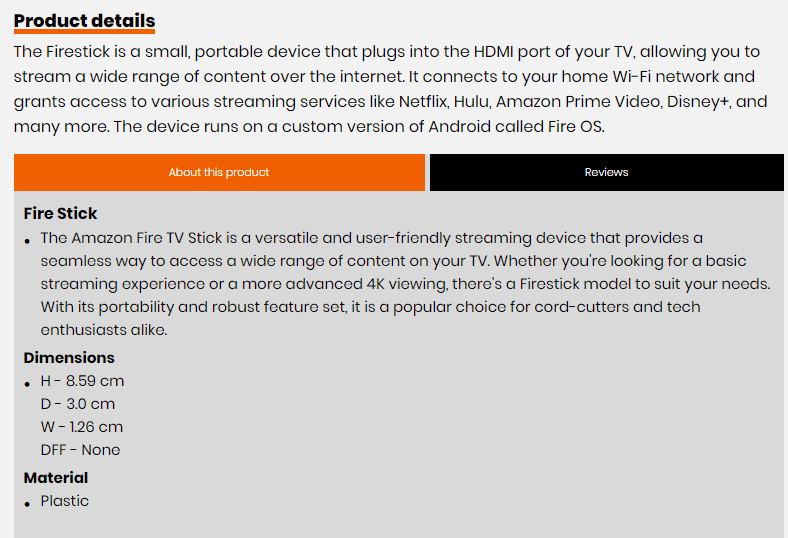 Product details
The Firestick is a small, portable device that plugs into the HDMI port of your TV, allowing you to
stream a wide range of content over the internet. It connects to your home Wi-Fi network and
grants access to various streaming services like Netflix, Hulu, Amazon Prime Video, Disney+, and
many more. The device runs on a custom version of Android called Fire OS.
About this product
Reviews
Fire Stick
• The Amazon Fire TV Stick is a versatile and user-friendly streaming device that provides a
seamless way to access a wide range of content on your TV. Whether you're looking for a basic
streaming experience or a more advanced 4K viewing, there's a Firestick model to suit your needs.
With its portability and robust feature set, it is a popular choice for cord-cutters and tech
enthusiasts alike.
Dimensions
• H - 8.59 cm
D - 3.0 cm
W - 1.26 cm
DFF - None
Material
• Plastic